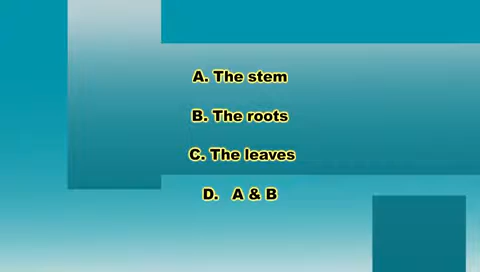 A. The stem
B. The roots
C. The leaves
D. A & B